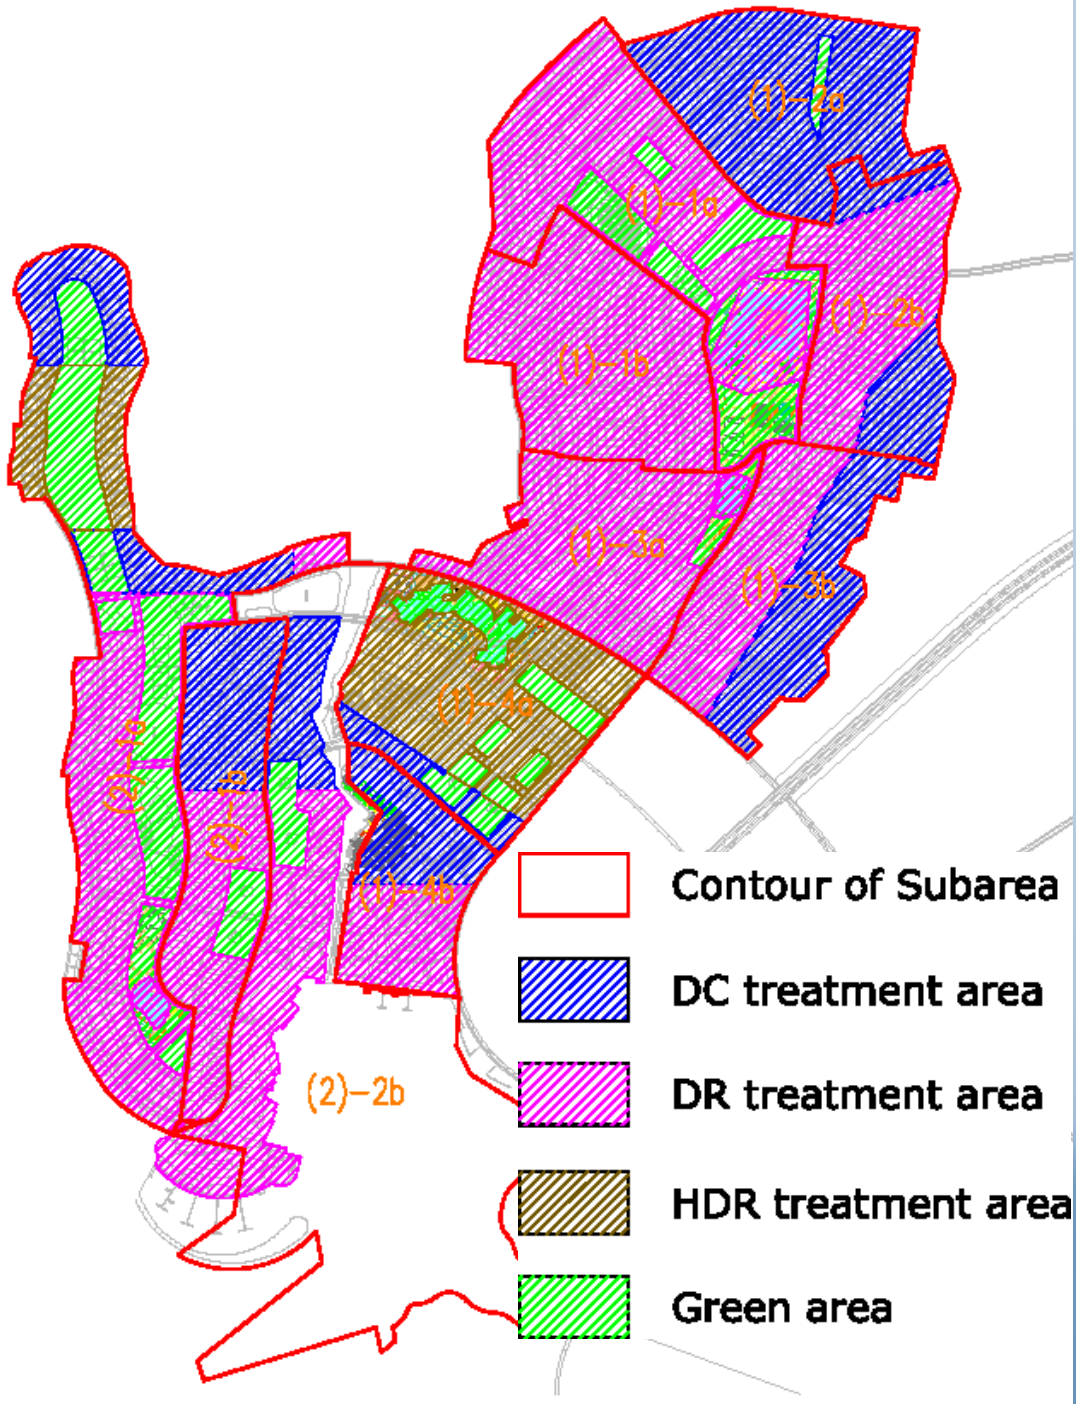 (1)-2a
(1)-1a
(1)-2b
(1)-1b
(1)-3a
(1)-3b
(1)-4a
(2)-1a
(2)-1b
(1)-4b
(2)-2b
Contour of Subarea
DC treatment area
DR treatment area
HDR treatment area
Green area